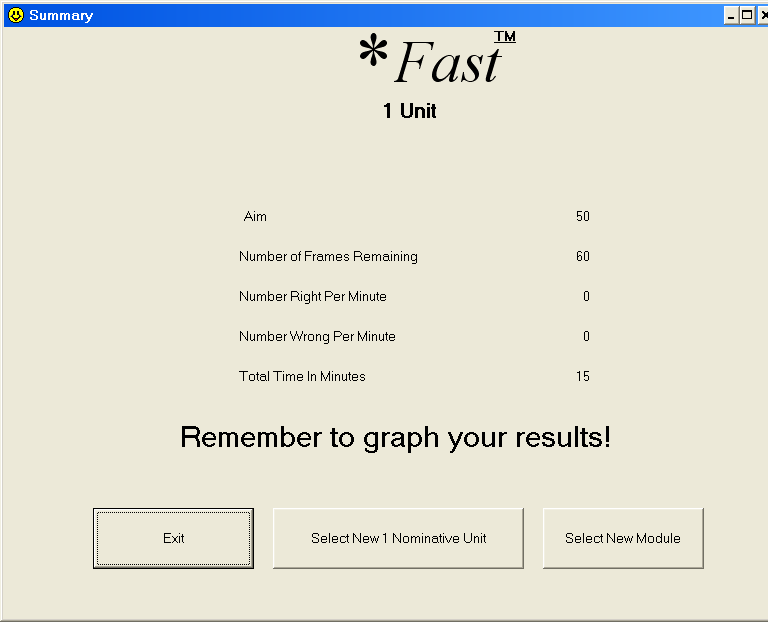 Summary
*Fast™
1 Unit
Aim 50
Number of Frames Remaining 60
Number Right Per Minute 0
Number Wrong Per Minute 0
Total Time In Minutes 15
Remember to graph your results!
Exit Select New 1 Nominative Unit Select New Module